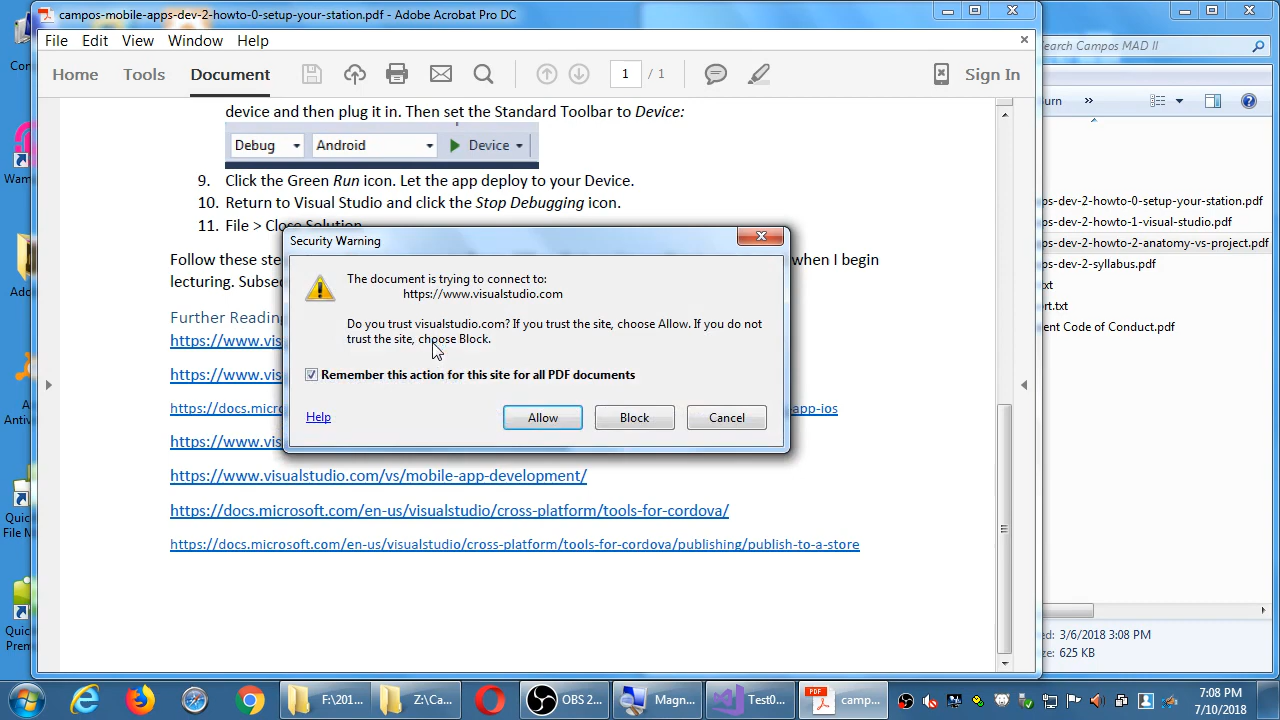 campos-mobile-apps-dev-2-howto-0-setup-your-station.pdf - Adobe Acrobat Pro DC
File Edit View Window Help
Search Campos MAD II
Home Tools Document 1 / 1 Sign In
urn »
device and then plug it in. Then set the Standard Toolbar to Device:
Debug Android Device
9. Click the Green Run icon. Let the app deploy to your Device.
10. Return to Visual Studio and click the Stop Debugging icon.
11. File > Close Solution
Follow these ste when I begin
lecturing. Subsec
Further Reading
https://www.vis
https://www.vis
https://docs.micro app-ios
https://www.vis
https://www.visualstudio.com/vs/mobile-app-development/
https://docs.microsoft.com/en-us/visualstudio/cross-platform/tools-for-cordova/
https://docs.microsoft.com/en-us/visualstudio/cross-platform/tools-for-cordova/publishing/publish-to-a-store
Security Warning
The document is trying to connect to:
https://www.visualstudio.com
Do you trust visualstudio.com? If you trust the site, choose Allow. If you do not
trust the site, choose Block.
Remember this action for this site for all PDF documents
Help Allow Block Cancel
ps-dev-2-howto-0-setup-your-station.pdf
ps-dev-2-howto-1-visual-studio.pdf
ps-dev-2-howto-2-anatomy-vs-project.pdf
ps-dev-2-syllabus.pdf
xt
ort.txt
ent Code of Conduct.pdf
ed: 3/6/2018 3:08 PM
ze: 625 KB
Con
War
Ado
A
Antiv
Quic
File M
Quic
Prem
F:\201... Z:\Ca... OBS 2... Magn... Test0... camp...
7:08 PM
7/10/2018